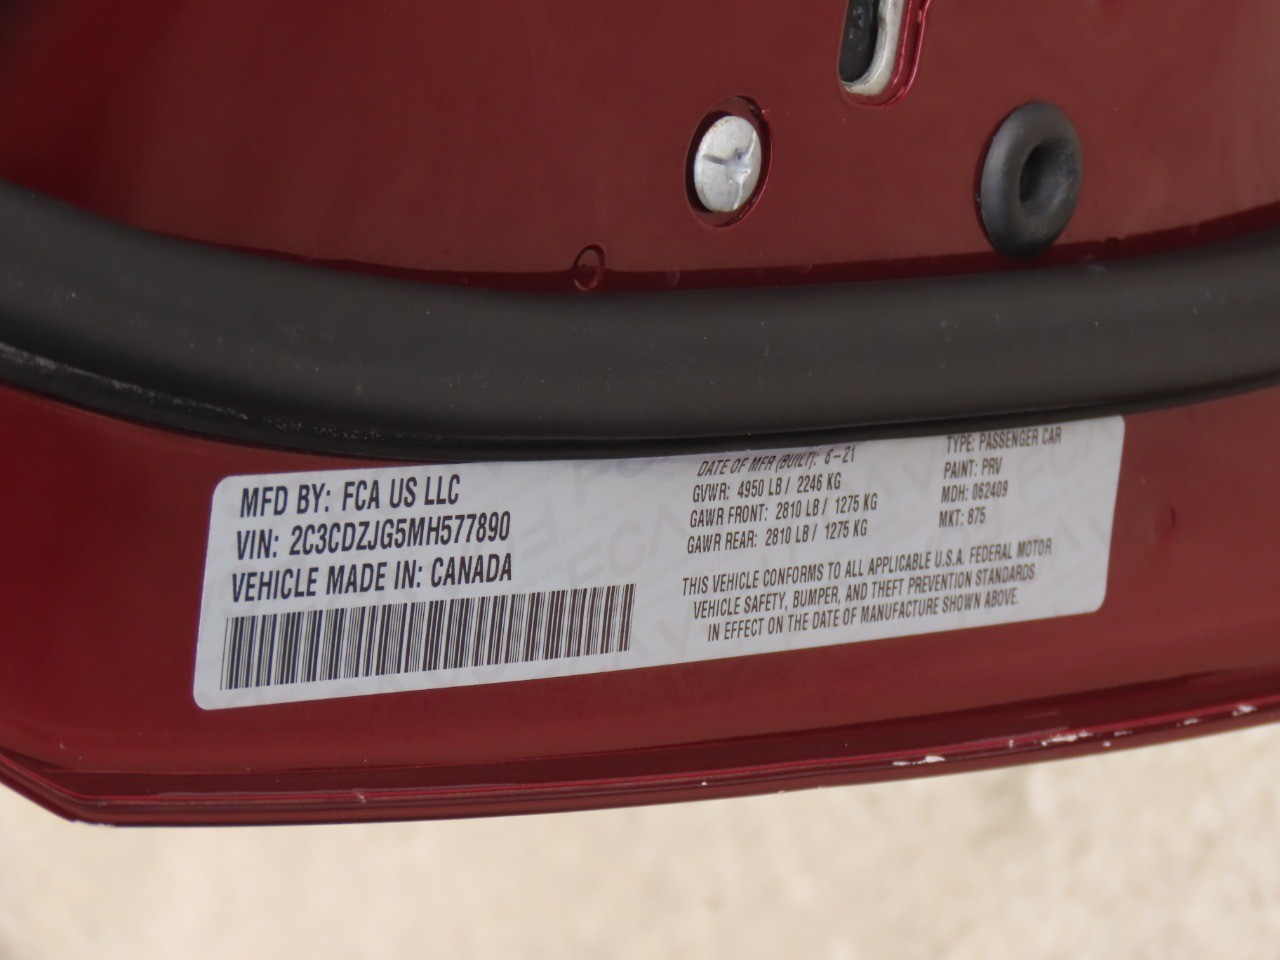 MFD BY: FCA US LLC
VIN: 2C3CDZJG5MH577890
VEHICLE MADE IN: CANADA
DATE OF MFR (BUILT): 6-21
GVWR: 4950 LB / 2246 KG
GAWR FRONT: 2810 LB / 1275 KG
GAWR REAR: 2810 LB / 1275 KG
TYPE: PASSENGER CAR
PAINT: PRV
MDH: 062409
MKT: 875
THIS VEHICLE CONFORMS TO ALL APPLICABLE U.S.A. FEDERAL MOTOR
VEHICLE SAFETY, BUMPER, AND THEFT PREVENTION STANDARDS
IN EFFECT ON THE DATE OF MANUFACTURE SHOWN ABOVE.